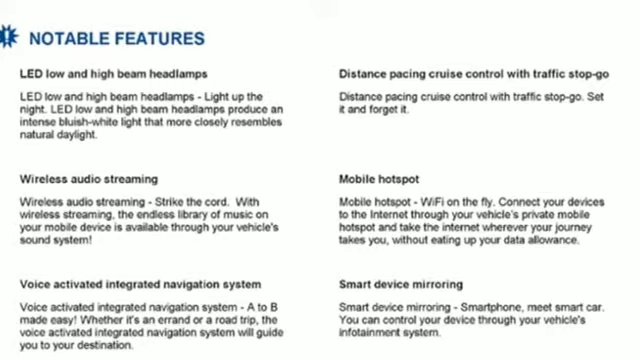 NOTABLE FEATURES
LED low and high beam headlamps
LED low and high beam headlamps - Light up the
night. LED low and high beam headlamps produce an
intense bluish-white light that more closely resembles
natural daylight.
Distance pacing cruise control with traffic stop-go
Distance pacing cruise control with traffic stop-go. Set
it and forget it.
Wireless audio streaming
Wireless audio streaming - Strike the cord. With
wireless streaming, the endless library of music on
your mobile device is available through your vehicle's
sound system!
Mobile hotspot
Mobile hotspot - WiFi on the fly. Connect your devices
to the Internet through your vehicle's private mobile
hotspot and take the internet wherever your journey
takes you, without eating up your data allowance.
Voice activated integrated navigation system
Voice activated integrated navigation system - A to B
made easy! Whether it's an errand or a road trip, the
voice activated integrated navigation system will guide
you to your destination.
Smart device mirroring
Smart device mirroring - Smartphone, meet smart car.
You can control your device through your vehicle's
infotainment system.